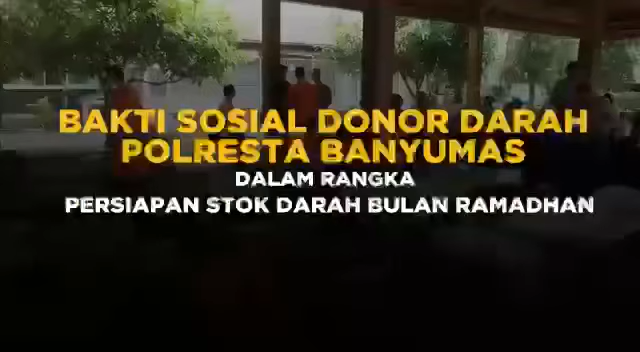 BAKTI SOSIAL DONOR DARAH
POLRESTA BANYUMAS
DALAM RANGKA
PERSIAPAN STOK DARAH BULAN RAMADHAN